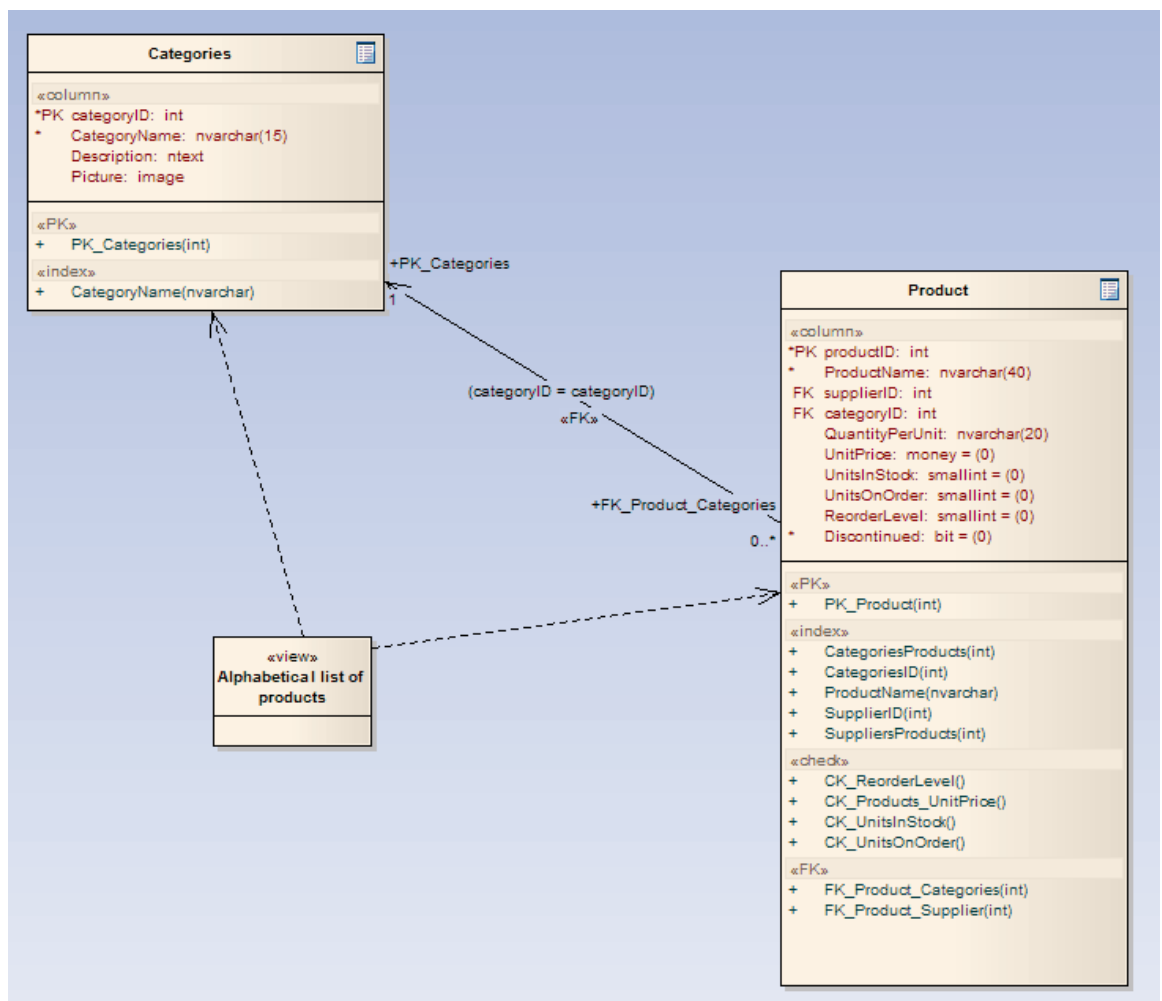 Categories
«column»
*PK categoryID: int
* CategoryName: nvarchar(15)
Description: ntext
Picture: image
«PK»
+ PK_Categories(int)
«index»
+ CategoryName(nvarchar)
+PK_Categories
1
(categoryID = categoryID)
«FK»
+FK_Product_Categories
0..*
«view»
Alphabetical list of
products
Product
«column»
*PK productID: int
* ProductName: nvarchar(40)
FK supplierID: int
FK categoryID: int
QuantityPerUnit: nvarchar(20)
UnitPrice: money = (0)
UnitsInStock: smallint = (0)
UnitsOnOrder: smallint = (0)
ReorderLevel: smallint = (0)
* Discontinued: bit = (0)
«PK»
+ PK_Product(int)
«index»
+ CategoriesProducts(int)
+ CategoriesID(int)
+ ProductName(nvarchar)
+ SupplierID(int)
+ SuppliersProducts(int)
«check»
+ CK_ReorderLevel()
+ CK_Products_UnitPrice()
+ CK_UnitsInStock()
+ CK_UnitsOnOrder()
«FK»
+ FK_Product_Categories(int)
+ FK_Product_Supplier(int)